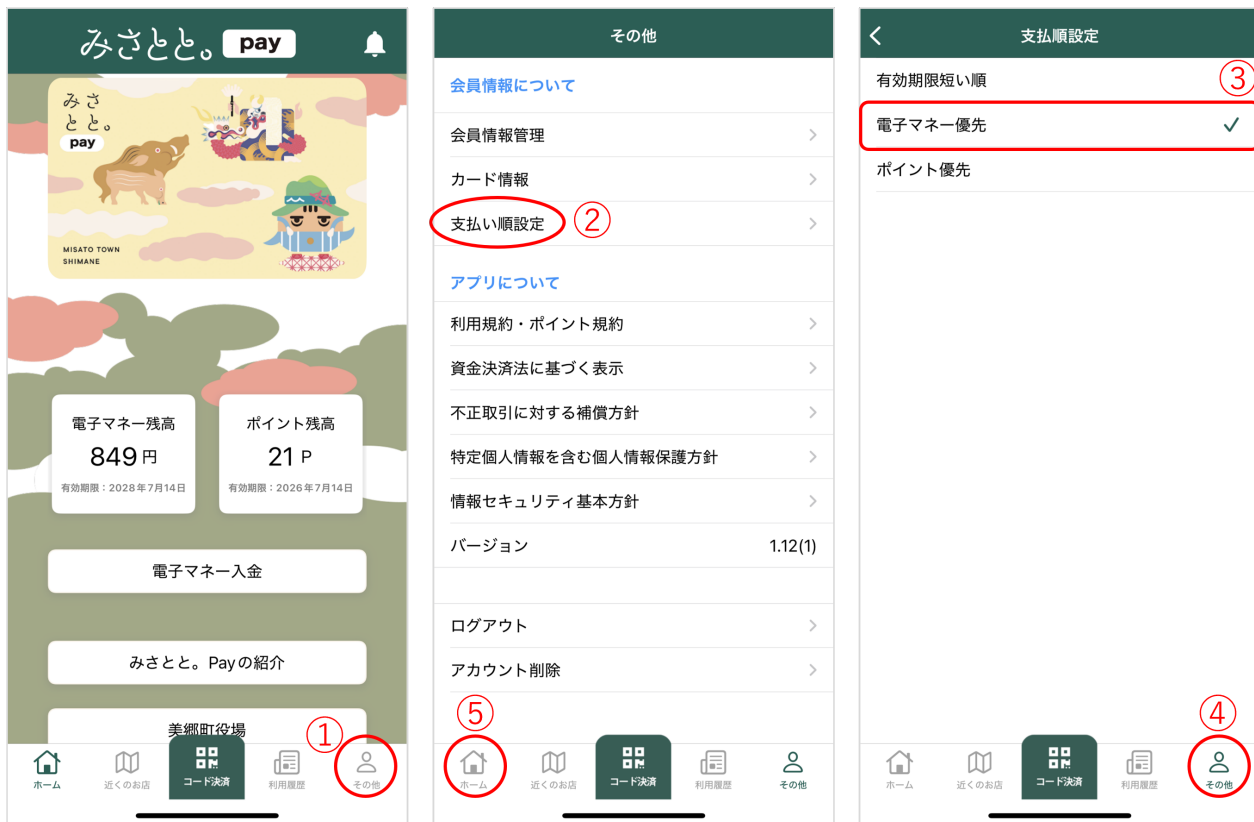 みさとと。 pay
みさ
とと。
pay
MISATO TOWN
SHIMANE
電子マネー残高
849 円
有効期限：2028年7月14日
ポイント残高
21 P
有効期限：2026年7月14日
電子マネー入金
みさとと。Payの紹介
美郷町役場
①
ホーム
近くのお店
コード決済
利用履歴
その他
その他
会員情報について
会員情報管理
カード情報
支払い順設定
②
アプリについて
利用規約・ポイント規約
資金決済法に基づく表示
不正取引に対する補償方針
特定個人情報を含む個人情報保護方針
情報セキュリティ基本方針
バージョン 1.12(1)
ログアウト
アカウント削除
⑤
ホーム
近くのお店
コード決済
利用履歴
その他
支払順設定
有効期限短い順
③
電子マネー優先
ポイント優先
④
ホーム
近くのお店
コード決済
利用履歴
その他